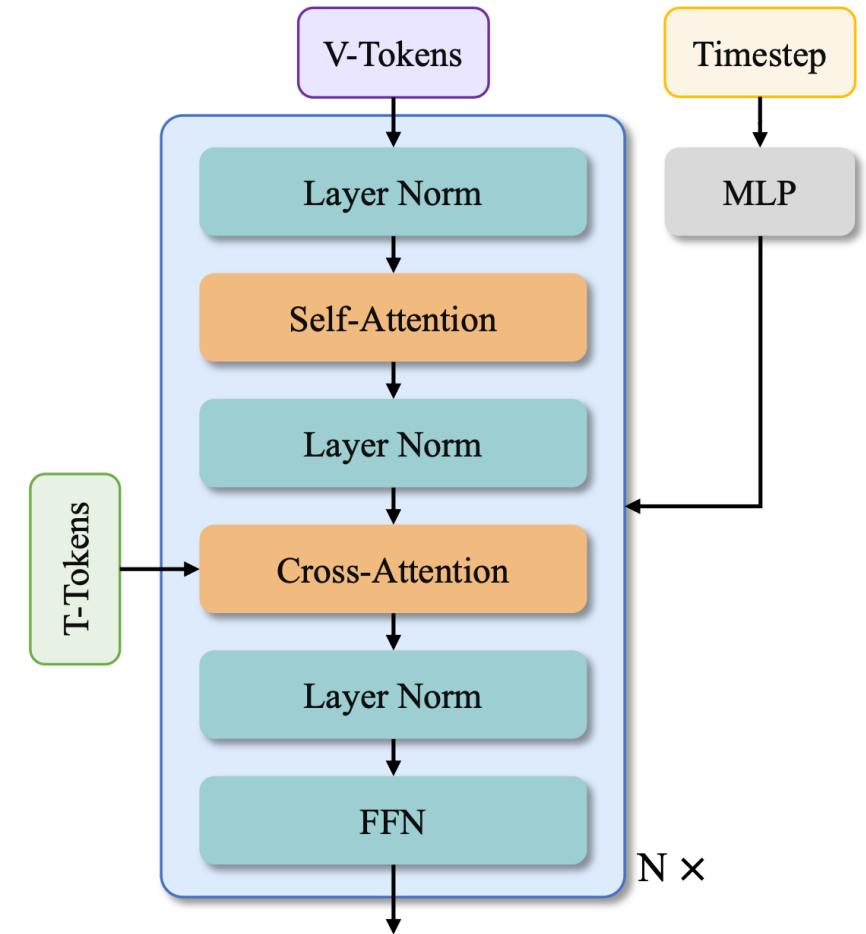 V-Tokens
Timestep
Layer Norm
MLP
Self-Attention
Layer Norm
T-Tokens
Cross-Attention
Layer Norm
FFN
N ×